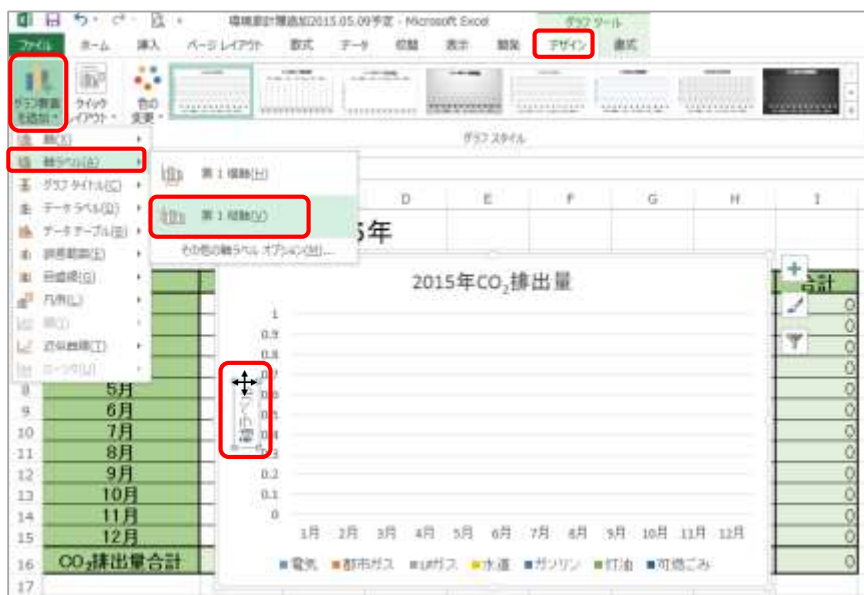 環境家計簿追加2015.05.09予定 - Microsoft Excel
グラフ ツール
ファイル ホーム 挿入 ページ レイアウト 数式 データ 校閲 表示 開発 デザイン 書式
グラフ要素を追加
クイックレイアウト
色の変更
グラフ スタイル
軸(X)
軸ラベル(A)
グラフ タイトル(C)
データ ラベル(D)
データ テーブル(B)
誤差範囲(E)
目盛線(G)
凡例(L)
線(I)
近似曲線(T)
ローソク(U)
第 1 横軸(H)
第 1 縦軸(V)
その他の軸ラベル オプション(M)...
D E F G H I
5年
合計
2015年CO₂排出量
1
0.9
0.8
0.7
0.6
0.5
0.4
0.3
0.2
0.1
0
1月 2月 3月 4月 5月 6月 7月 8月 9月 10月 11月 12月
電気 都市ガス LPガス 水道 ガソリン 灯油 可燃ごみ
8 5月 0
9 6月 0
10 7月 0
11 8月 0
12 9月 0
13 10月 0
14 11月 0
15 12月 0
16 CO₂排出量合計 0
17